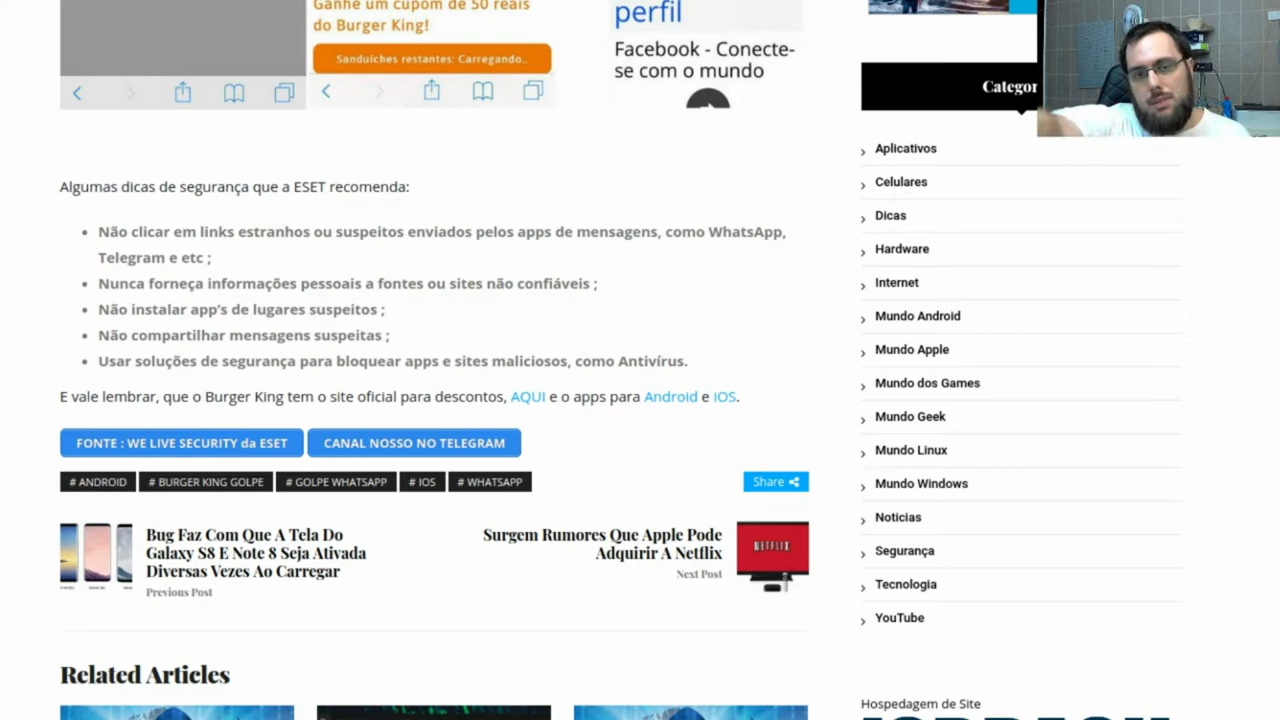 Ganhe um cupom de 50 reais
do Burger King!
Sanduíches restantes: Carregando..
perfil
Facebook - Conecte-
se com o mundo
Algumas dicas de segurança que a ESET recomenda:
Não clicar em links estranhos ou suspeitos enviados pelos apps de mensagens, como WhatsApp,
Telegram e etc ;
Nunca forneça informações pessoais a fontes ou sites não confiáveis ;
Não instalar app's de lugares suspeitos ;
Não compartilhar mensagens suspeitas ;
Usar soluções de segurança para bloquear apps e sites maliciosos, como Antivírus.
E vale lembrar, que o Burger King tem o site oficial para descontos, AQUI e o apps para Android e iOS.
FONTE : WE LIVE SECURITY da ESET
CANAL NOSSO NO TELEGRAM
# ANDROID
# BURGER KING GOLPE
# GOLPE WHATSAPP
# IOS
# WHATSAPP
Share
Bug Faz Com Que A Tela Do
Galaxy S8 E Note 8 Seja Ativada
Diversas Vezes Ao Carregar
Previous Post
Surgem Rumores Que Apple Pode
Adquirir A Netflix
Next Post
NETFLIX
Related Articles
Categor
Aplicativos
Celulares
Dicas
Hardware
Internet
Mundo Android
Mundo Apple
Mundo dos Games
Mundo Geek
Mundo Linux
Mundo Windows
Noticias
Segurança
Tecnologia
YouTube
Hospedagem de Site